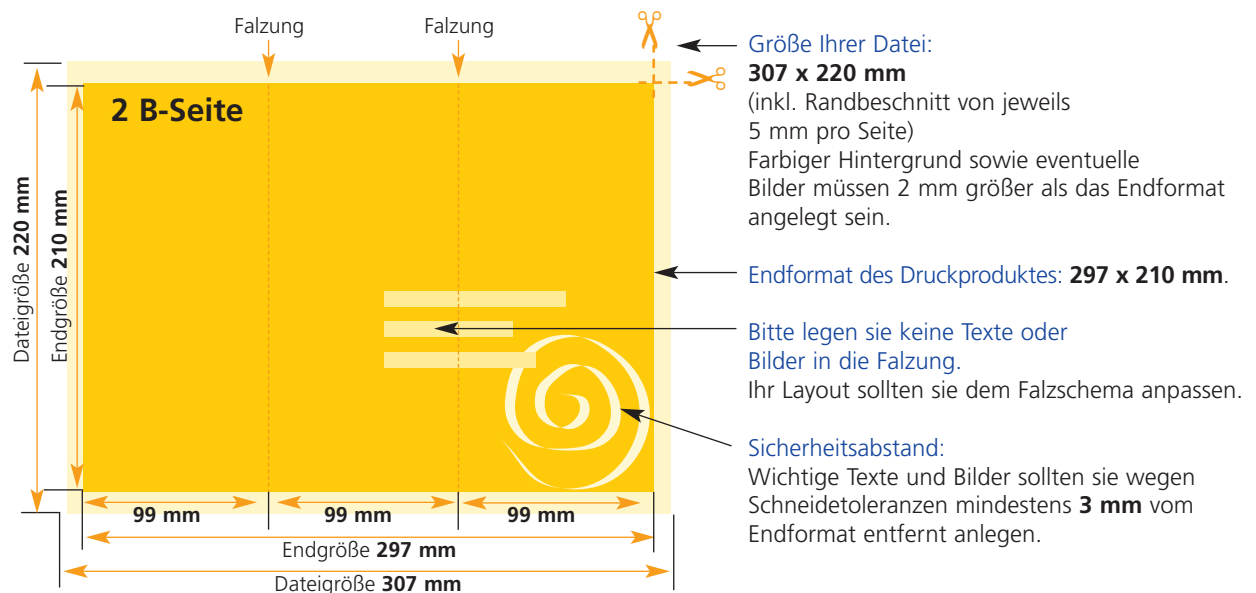 Falzung
Falzung
2 B-Seite
Dateigröße 220 mm
Endgröße 210 mm
99 mm
99 mm
99 mm
Endgröße 297 mm
Dateigröße 307 mm
Größe Ihrer Datei:
307 x 220 mm
(inkl. Randbeschnitt von jeweils
5 mm pro Seite)
Farbiger Hintergrund sowie eventuelle
Bilder müssen 2 mm größer als das Endformat
angelegt sein.
Endformat des Druckproduktes: 297 x 210 mm.
Bitte legen sie keine Texte oder
Bilder in die Falzung.
Ihr Layout sollten sie dem Falzschema anpassen.
Sicherheitsabstand:
Wichtige Texte und Bilder sollten sie wegen
Schneidetoleranzen mindestens 3 mm vom
Endformat entfernt anlegen.